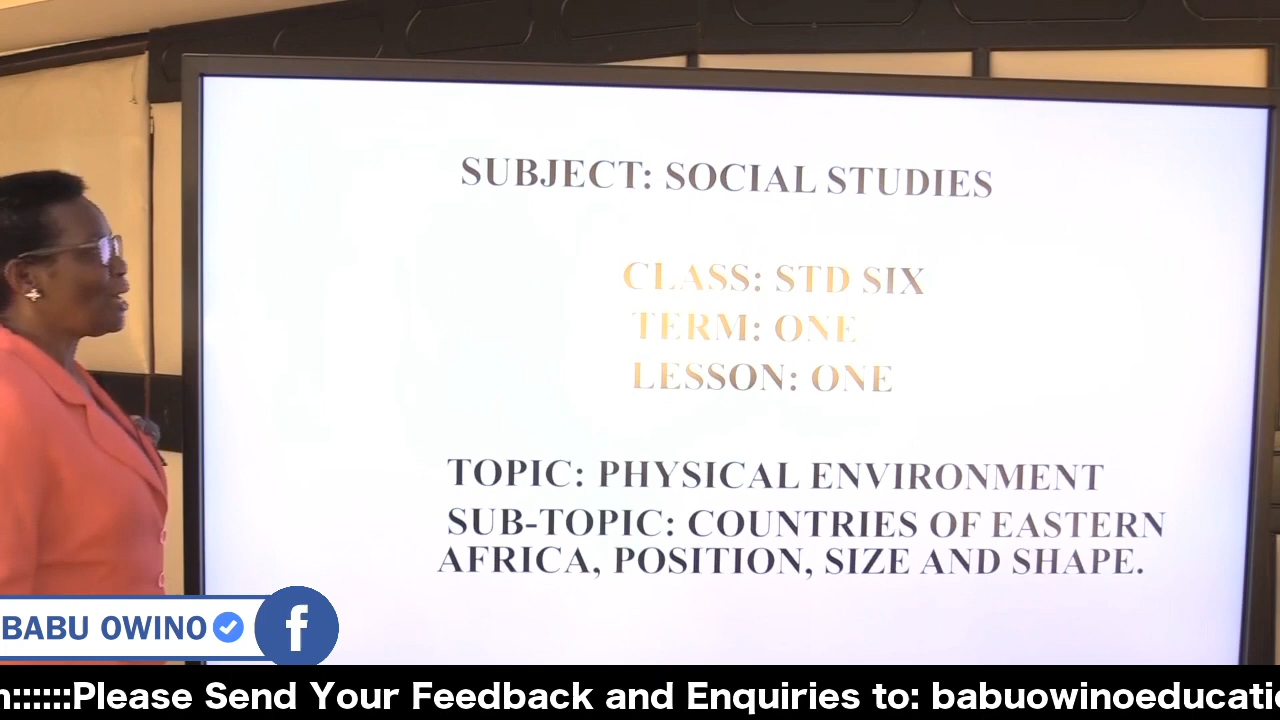 SUBJECT: SOCIAL STUDIES
CLASS: STD SIX
TERM: ONE
LESSON: ONE
TOPIC: PHYSICAL ENVIRONMENT
SUB-TOPIC: COUNTRIES OF EASTERN
AFRICA, POSITION, SIZE AND SHAPE.
BABU OWINO
f
Please Send Your Feedback and Enquiries to: